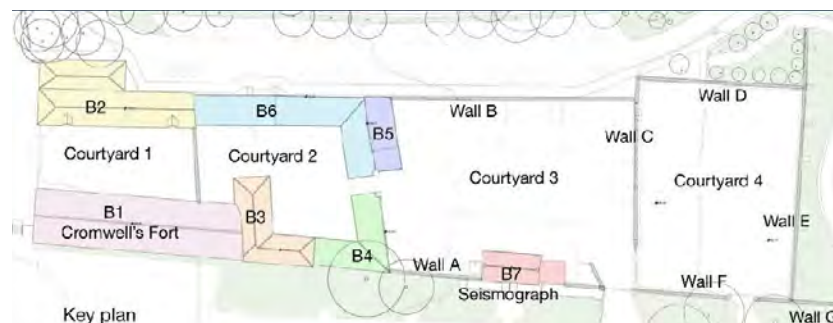 B2
B6
B5
Wall B
Wall D
Wall C
Courtyard 1
Courtyard 2
Courtyard 3
Courtyard 4
B1
B3
Wall E
Cromwell's Fort
B4
Wall A
B7
Wall F
Seismograph
Key plan
Wall G